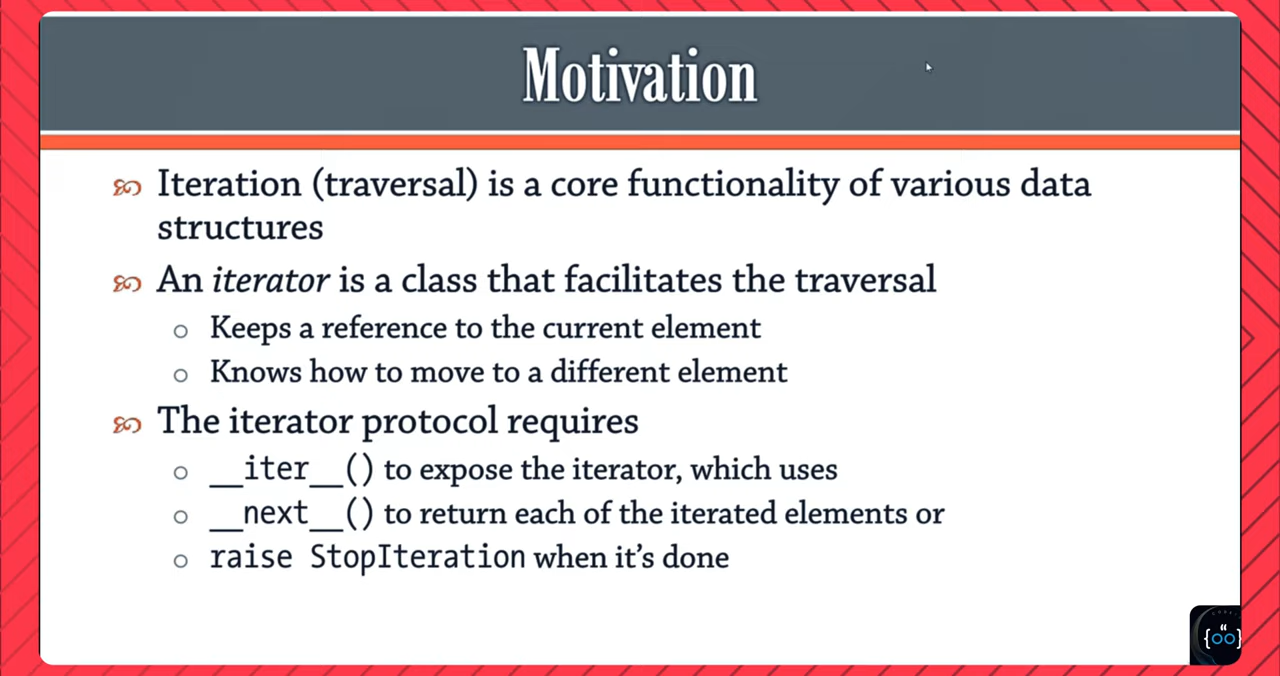 Motivation
Iteration (traversal) is a core functionality of various data
structures
An iterator is a class that facilitates the traversal
Keeps a reference to the current element
Knows how to move to a different element
The iterator protocol requires
__iter__() to expose the iterator, which uses
__next__() to return each of the iterated elements or
raise StopIteration when it's done